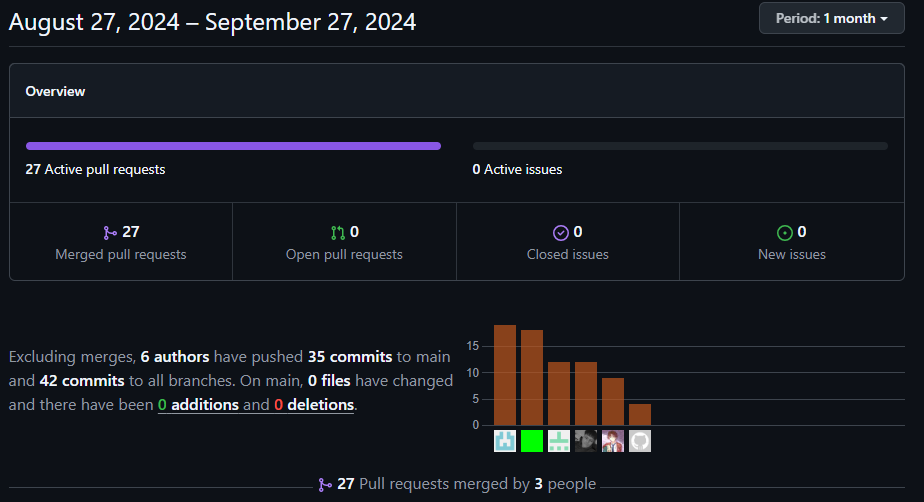 August 27, 2024 – September 27, 2024
Period: 1 month
Overview
27 Active pull requests
0 Active issues
27
Merged pull requests
0
Open pull requests
0
Closed issues
0
New issues
Excluding merges, 6 authors have pushed 35 commits to main
and 42 commits to all branches. On main, 0 files have changed
and there have been 0 additions and 0 deletions.
15
10
5
0
27 Pull requests merged by 3 people